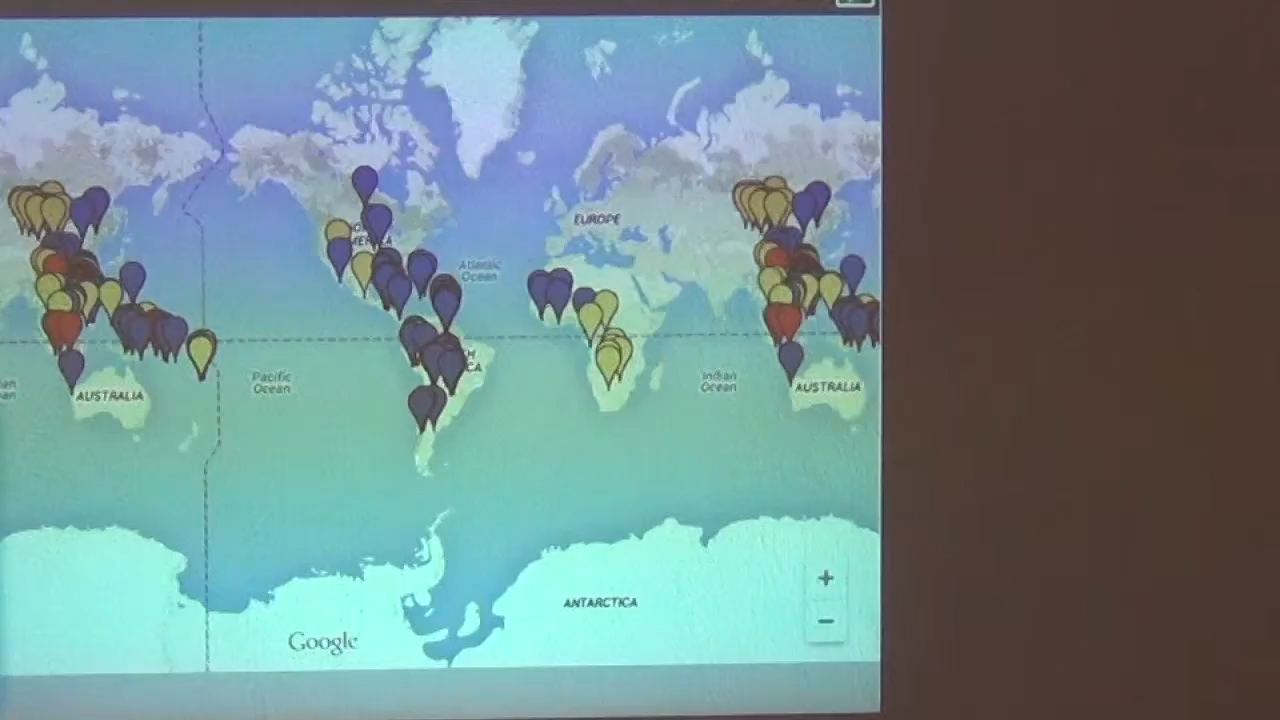 EUROPE
Atlantic
Ocean
Pacific
Ocean
Indian
Ocean
AUSTRALIA
AUSTRALIA
ANTARCTICA
Google
+
-